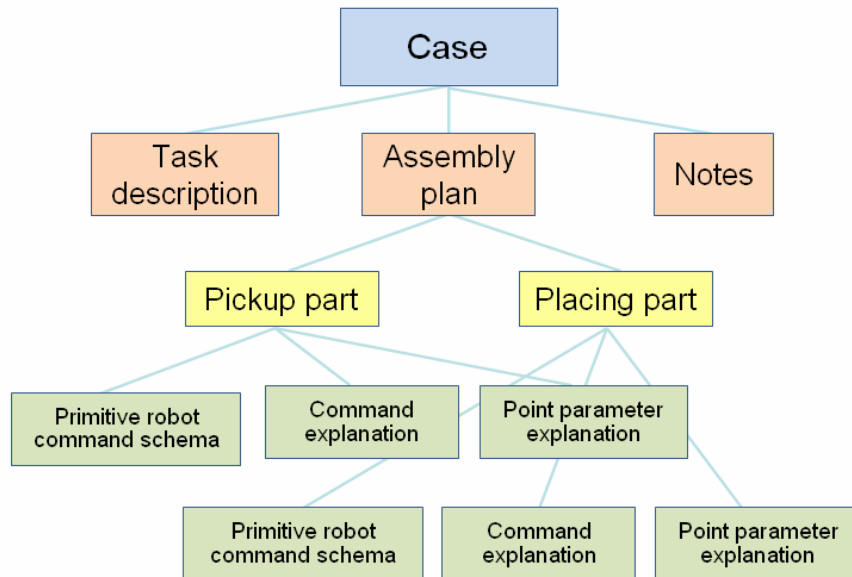 Case
Task
description
Assembly
plan
Notes
Pickup part
Placing part
Primitive robot
command schema
Command
explanation
Point parameter
explanation
Primitive robot
command schema
Command
explanation
Point parameter
explanation